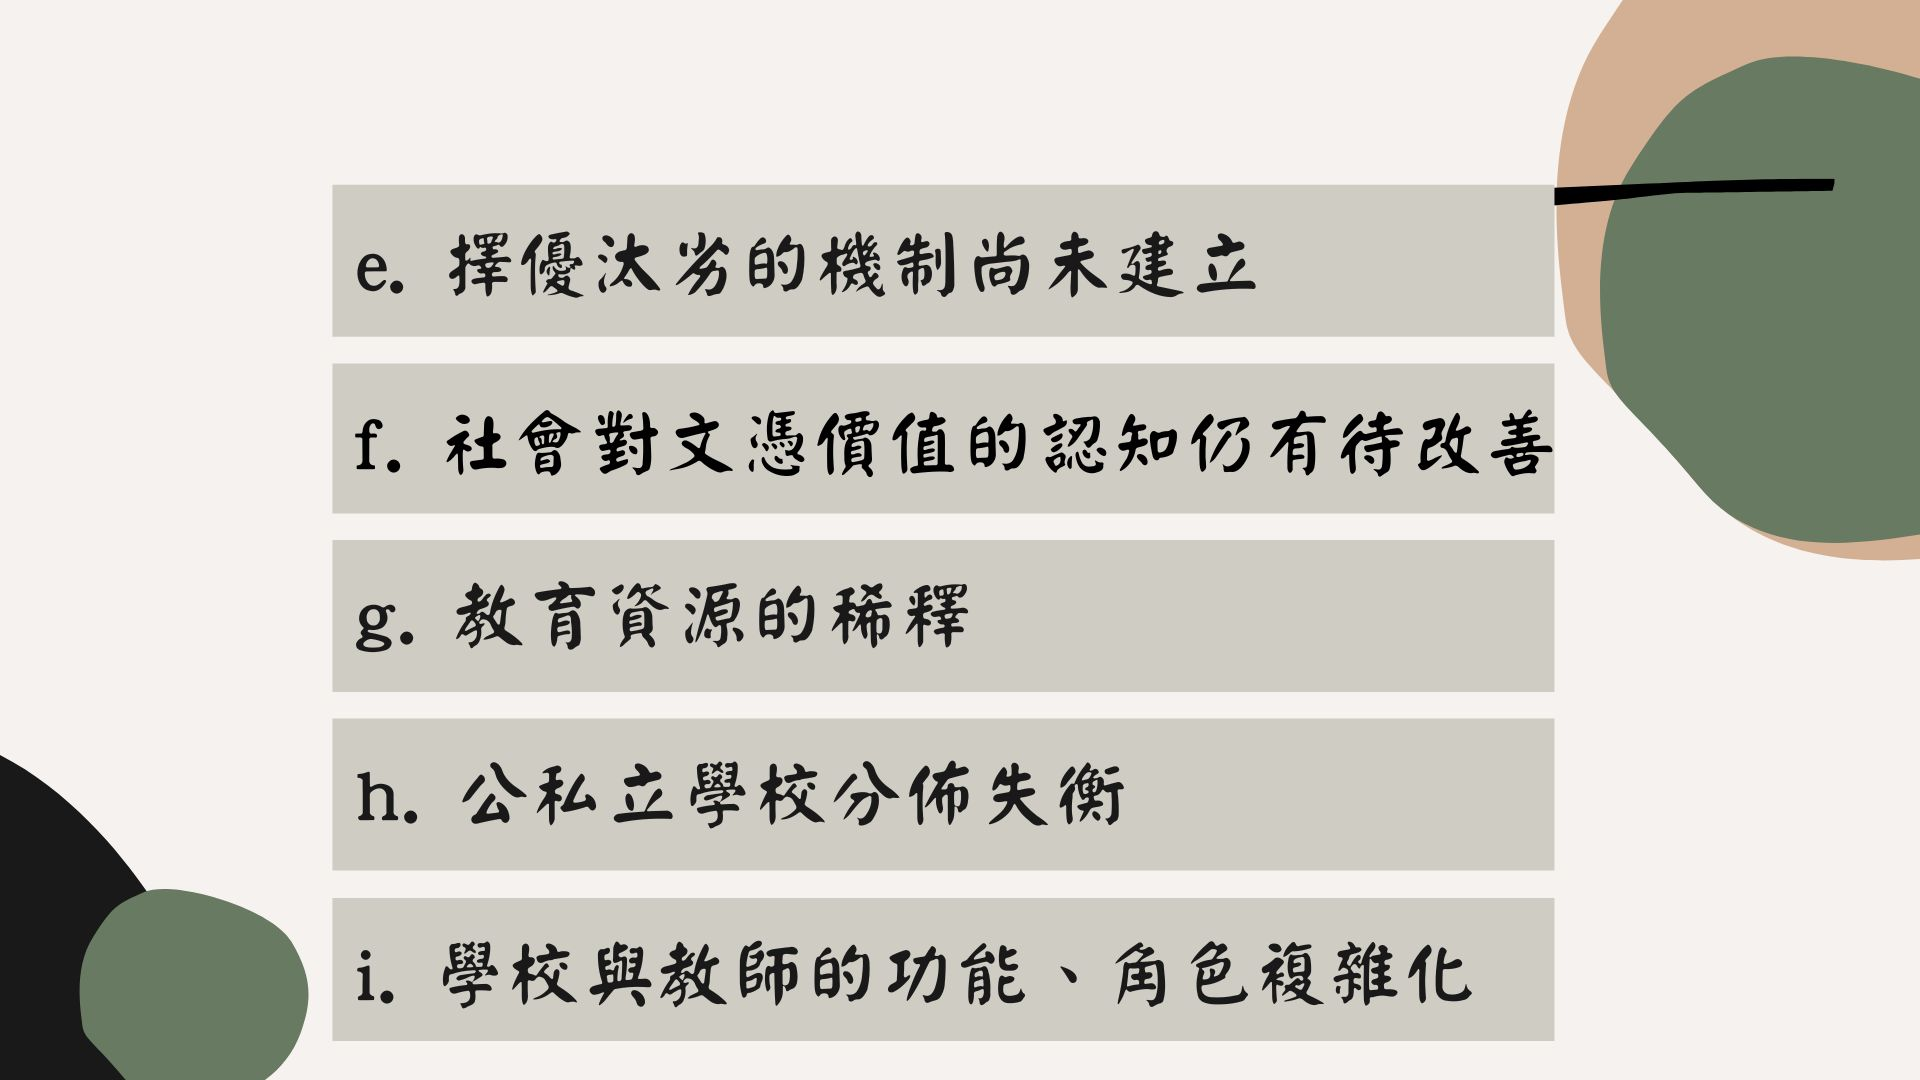 e. 擇優汰劣的機制尚未建立
f. 社會對文憑價值的認知仍有待改善
g. 教育資源的稀釋
h. 公私立學校分佈失衡
i. 學校與教師的功能、角色複雜化